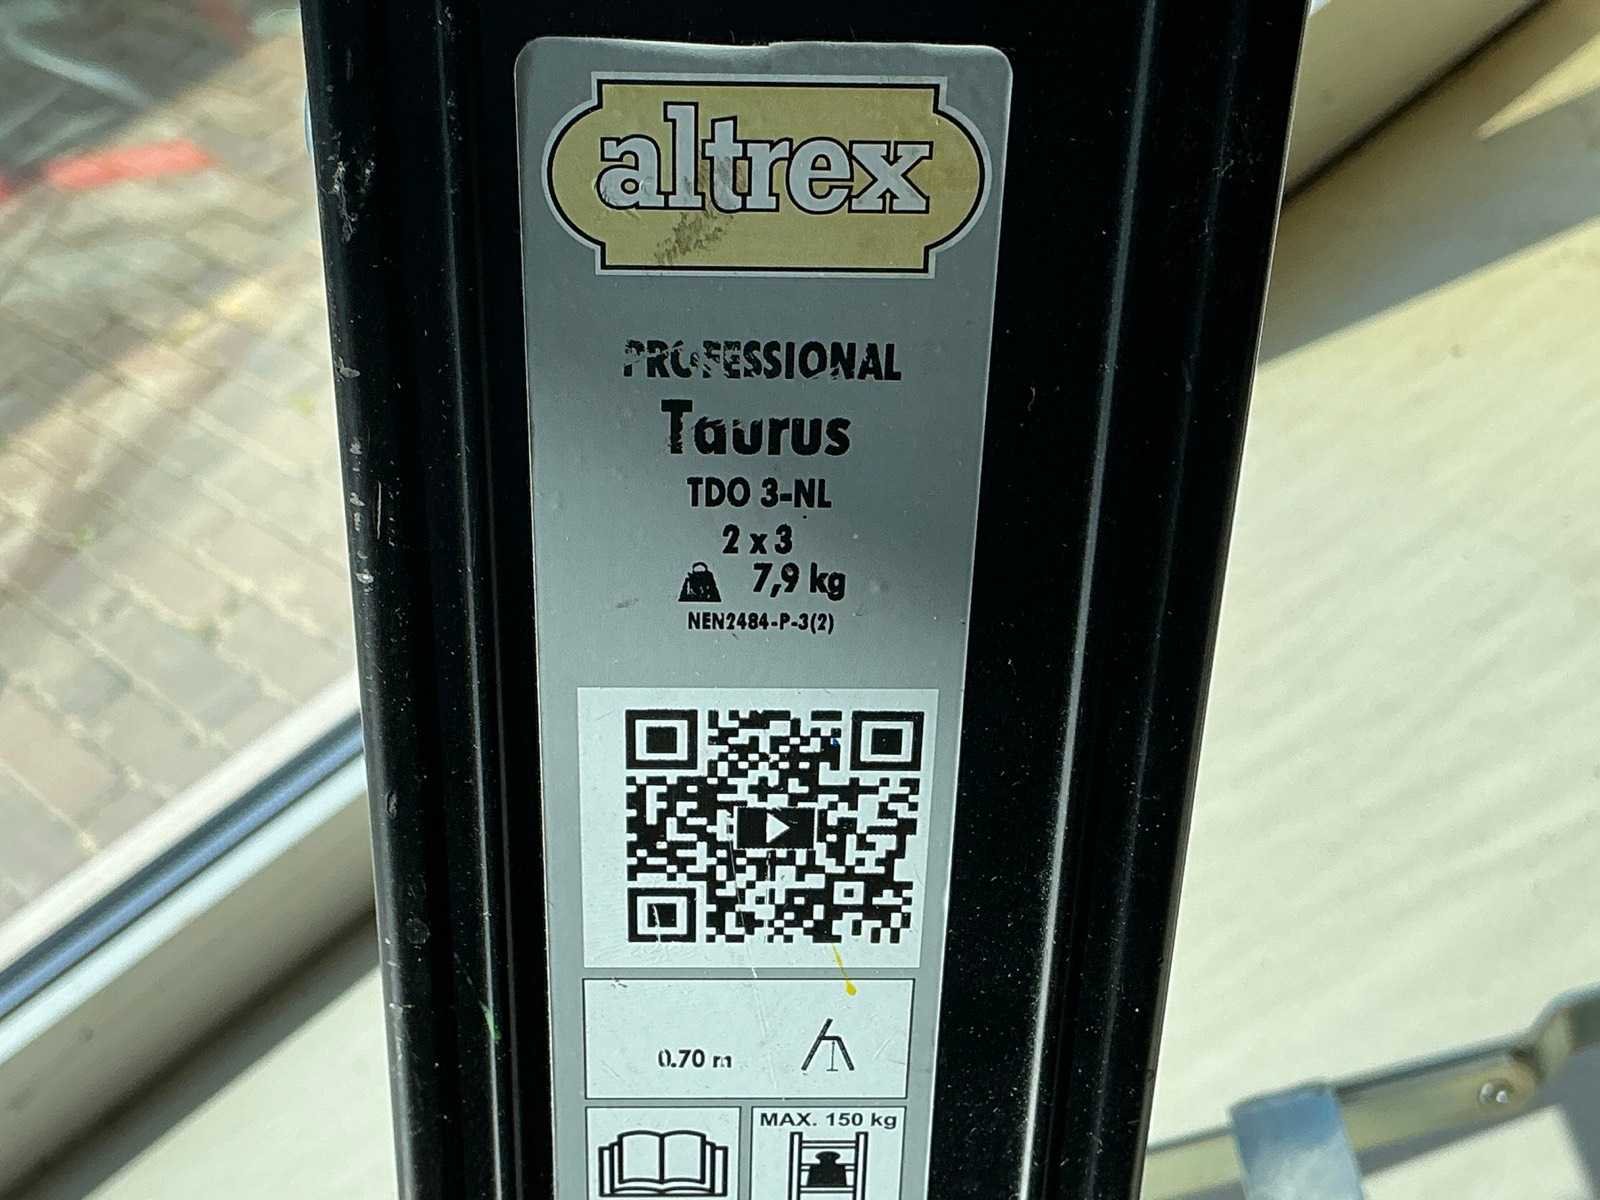 altrex
PROFESSIONAL
Taurus
TDO 3-NL
2 x 3
7,9 kg
NEN2484-P-3(2)
0.70 m
MAX. 150 kg